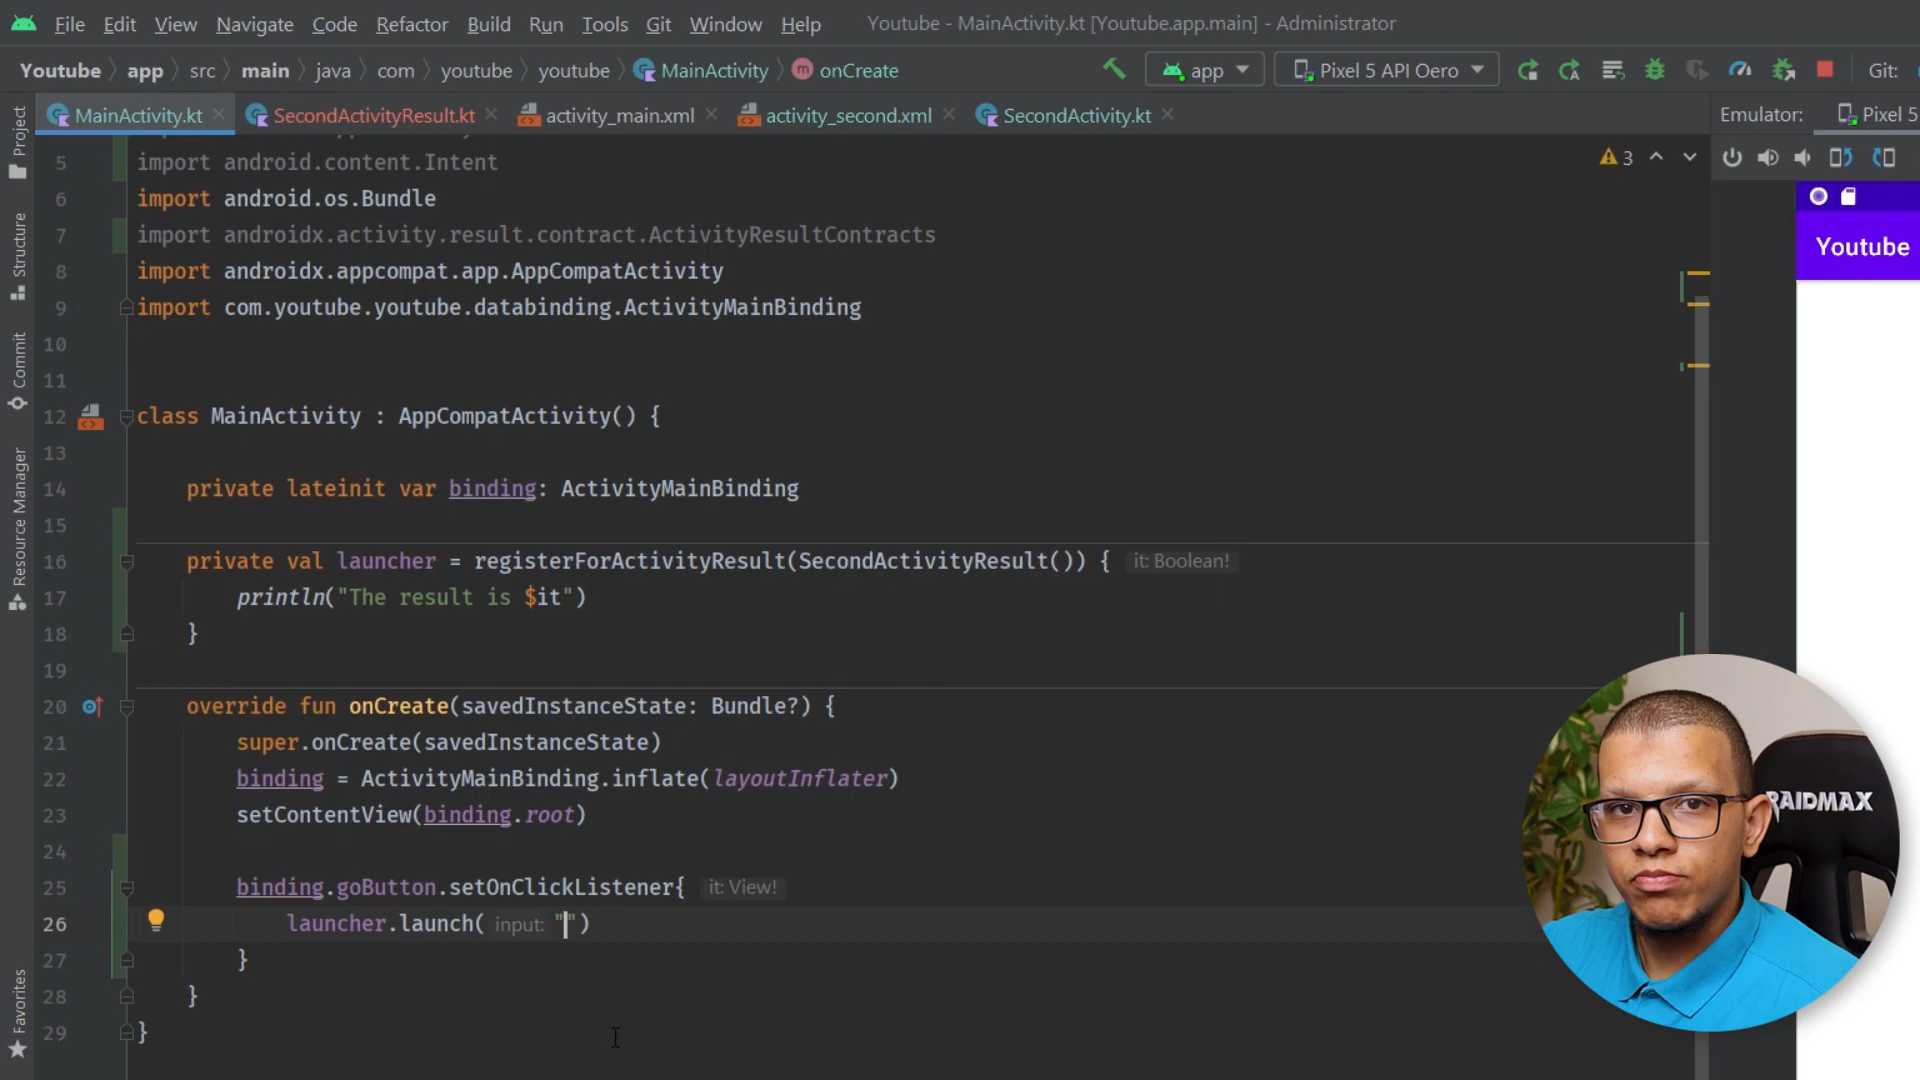 File Edit View Navigate Code Refactor Build Run Tools Git Window Help Youtube - MainActivity.kt [Youtube.app.main] - Administrator
Youtube app src main java com youtube youtube MainActivity onCreate app Pixel 5 API Oero Git:
MainActivity.kt SecondActivityResult.kt activity_main.xml activity_second.xml SecondActivity.kt Emulator: Pixel 5
Project
Structure
Commit
Resource Manager
Favorites
3
5 import android.content.Intent
6 import android.os.Bundle
7 import androidx.activity.result.contract.ActivityResultContracts
8 import androidx.appcompat.app.AppCompatActivity
9 import com.youtube.youtube.databinding.ActivityMainBinding
10
11
12 class MainActivity : AppCompatActivity() {
13
14 private lateinit var binding: ActivityMainBinding
15
16 private val launcher = registerForActivityResult(SecondActivityResult()) { it: Boolean!
17 println("The result is $it")
18 }
19
20 override fun onCreate(savedInstanceState: Bundle?) {
21 super.onCreate(savedInstanceState)
22 binding = ActivityMainBinding.inflate(layoutInflater)
23 setContentView(binding.root)
24
25 binding.goButton.setOnClickListener{ it: View!
26 launcher.launch( input: "")
27 }
28 }
29 }
Youtube
RAIDMAX